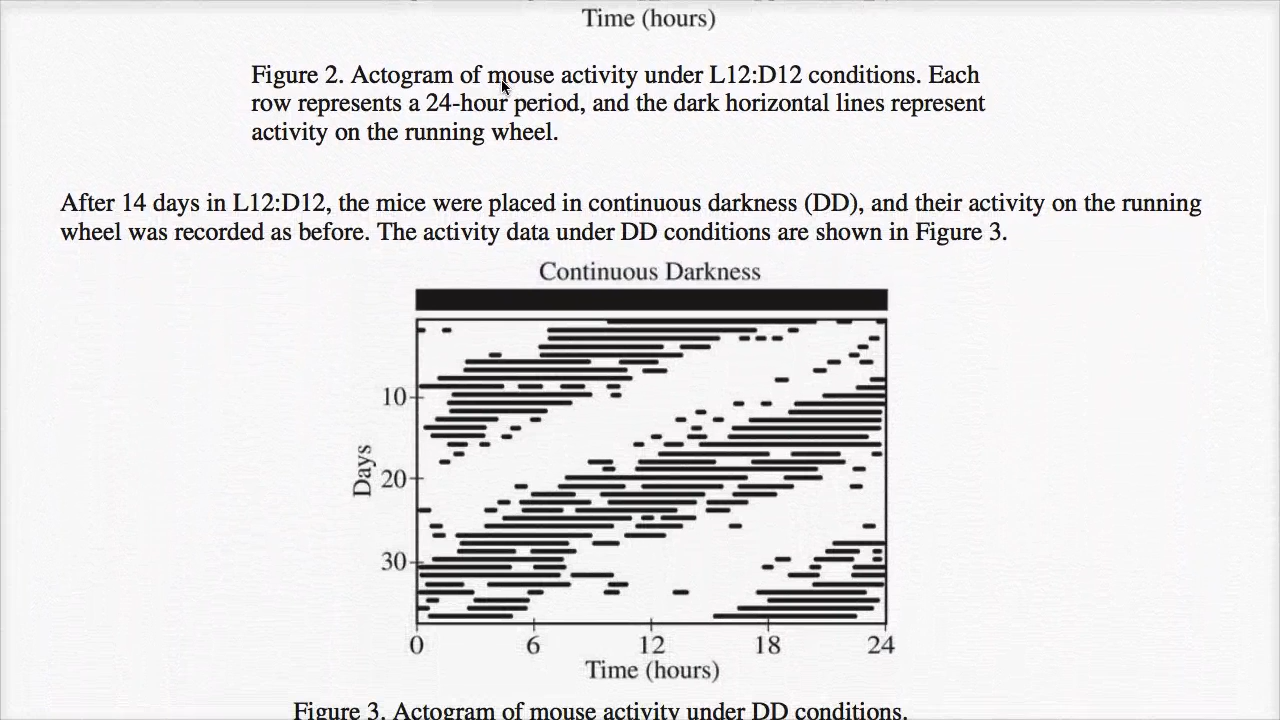 Time (hours)
Figure 2. Actogram of mouse activity under L12:D12 conditions. Each
row represents a 24-hour period, and the dark horizontal lines represent
activity on the running wheel.
After 14 days in L12:D12, the mice were placed in continuous darkness (DD), and their activity on the running
wheel was recorded as before. The activity data under DD conditions are shown in Figure 3.
Continuous Darkness
10
20
30
Days
0 6 12 18 24
Time (hours)
Figure 3. Actogram of mouse activity under DD conditions.